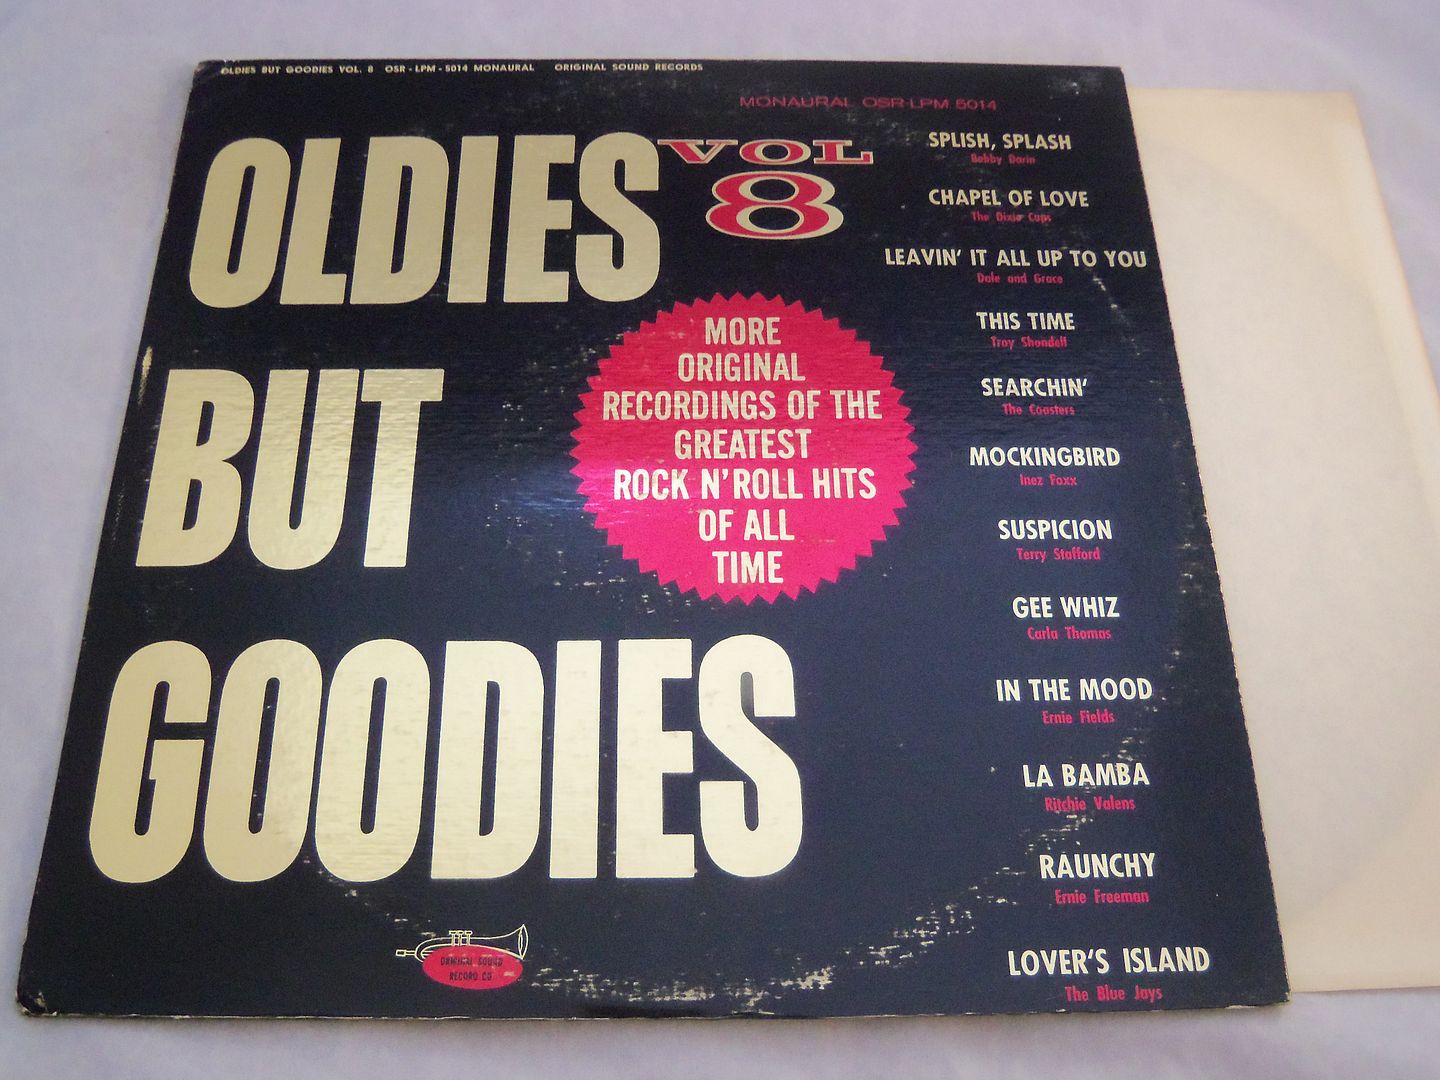 OLDIES BUT GOODIES VOL. 8 OSR - LPM - 5014 MONAURAL ORIGINAL SOUND RECORDS
MONAURAL OSR-LPM 5014
OLDIES
VOL
8
BUT
GOODIES
MORE
ORIGINAL
RECORDINGS OF THE
GREATEST
ROCK N' ROLL HITS
OF ALL
TIME
SPLISH, SPLASH
Bobby Darin
CHAPEL OF LOVE
The Dixie Cups
LEAVIN' IT ALL UP TO YOU
Dale and Grace
THIS TIME
Troy Shondell
SEARCHIN'
The Coasters
MOCKINGBIRD
Inez Foxx
SUSPICION
Terry Stafford
GEE WHIZ
Carla Thomas
IN THE MOOD
Ernie Fields
LA BAMBA
Ritchie Valens
RAUNCHY
Ernie Freeman
LOVER'S ISLAND
The Blue Jays
ORIGINAL SOUND
RECORD CO